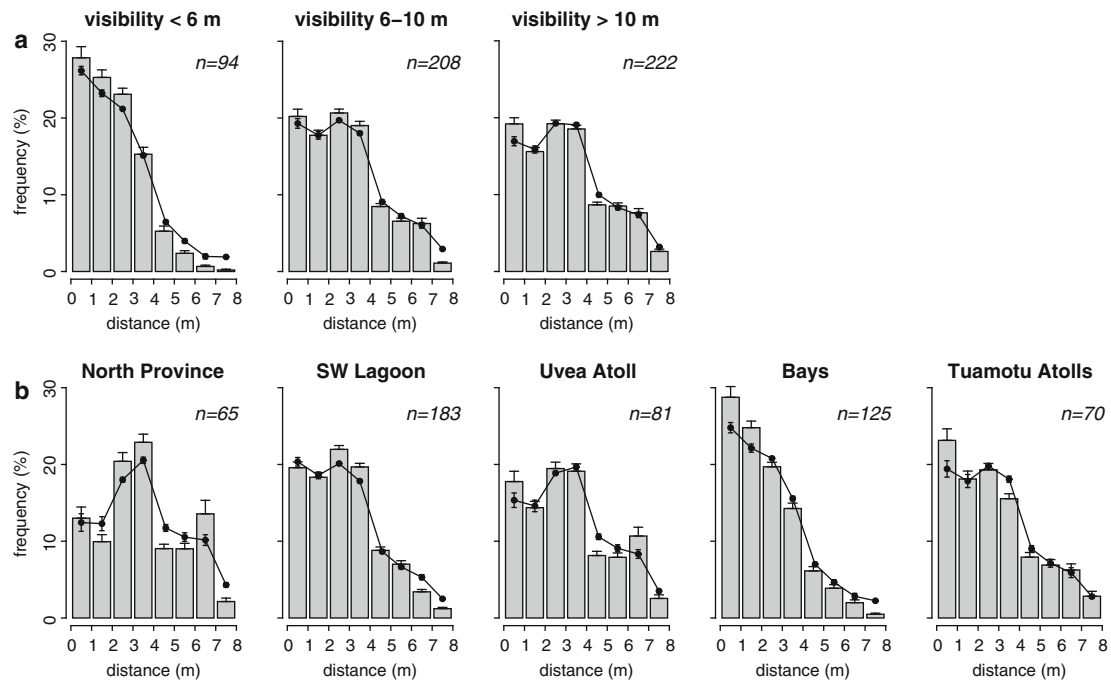 visibility < 6 m visibility 6–10 m visibility > 10 m
a
n=94 n=208 n=222
frequency (%)
0 10 20 30
0 1 2 3 4 5 6 7 8 0 1 2 3 4 5 6 7 8 0 1 2 3 4 5 6 7 8
distance (m) distance (m) distance (m)
North Province SW Lagoon Uvea Atoll Bays Tuamotu Atolls
b
n=65 n=183 n=81 n=125 n=70
frequency (%)
0 10 20 30
0 1 2 3 4 5 6 7 8 0 1 2 3 4 5 6 7 8 0 1 2 3 4 5 6 7 8 0 1 2 3 4 5 6 7 8 0 1 2 3 4 5 6 7 8
distance (m) distance (m) distance (m) distance (m) distance (m)